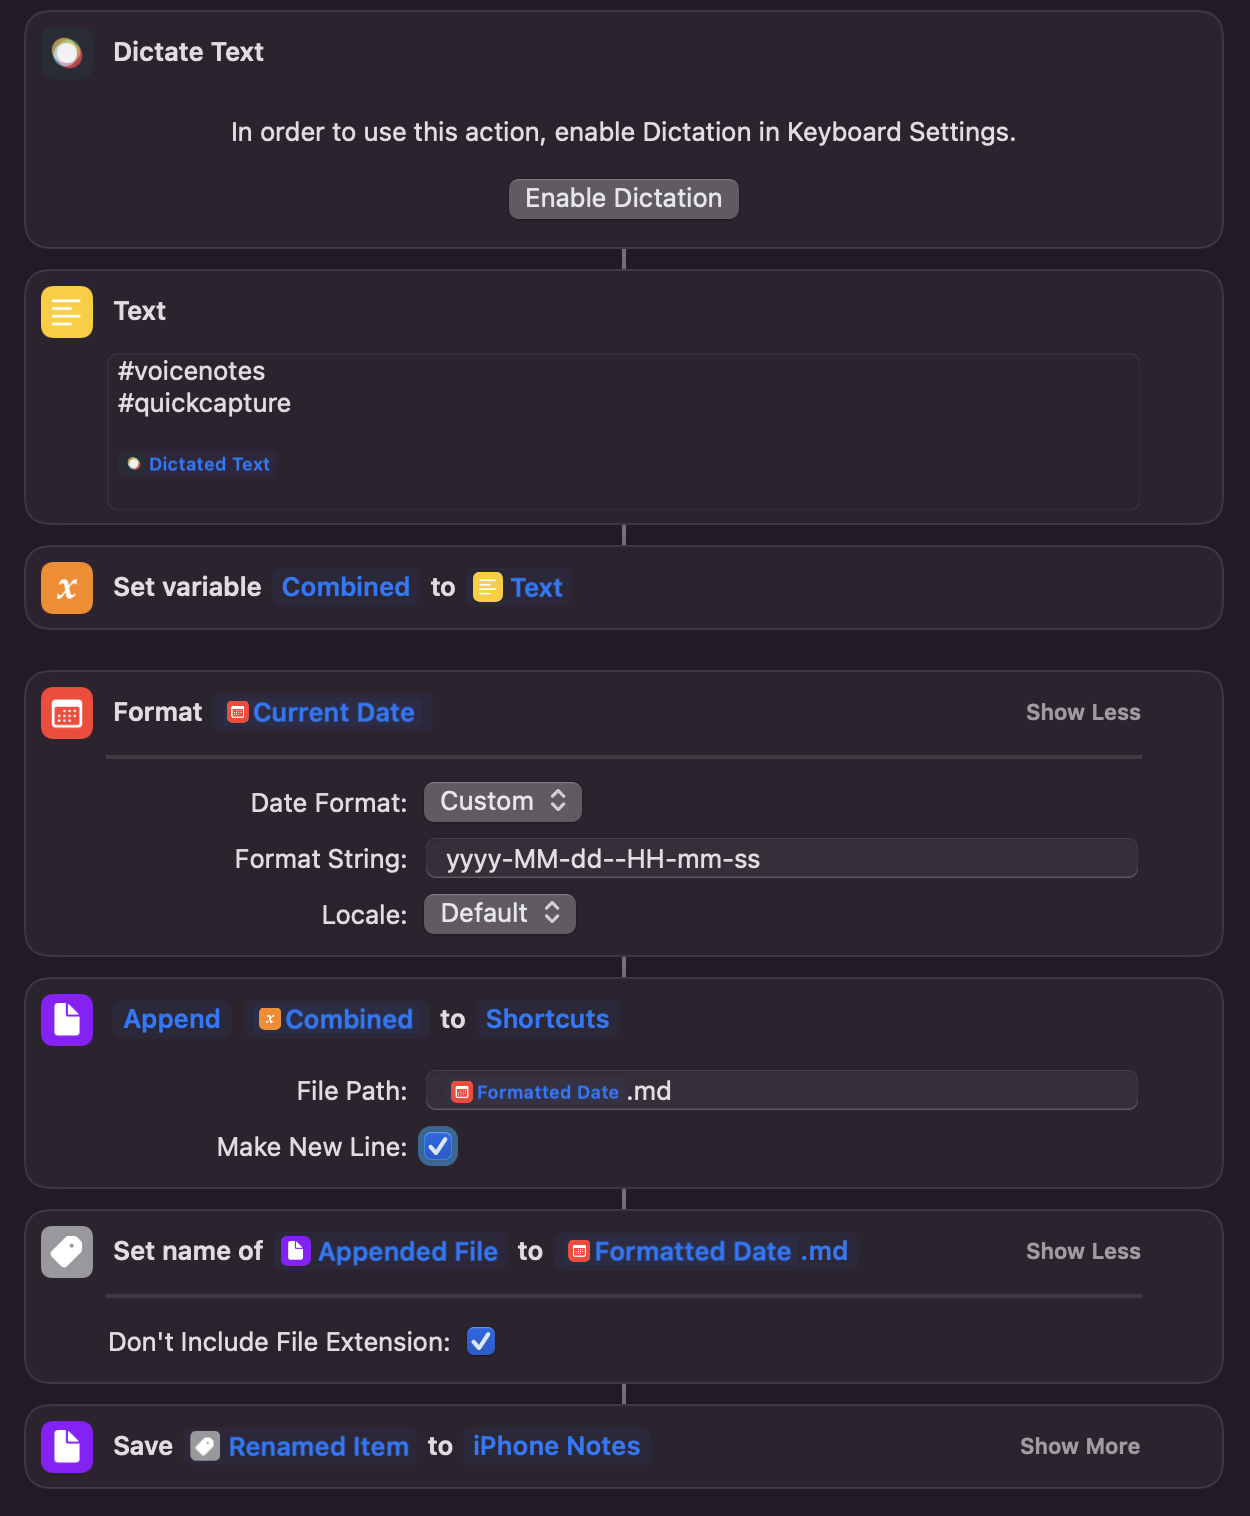 Dictate Text
In order to use this action, enable Dictation in Keyboard Settings.
Enable Dictation
Text
#voicenotes
#quickcapture
Dictated Text
x Set variable Combined to Text
Format Current Date Show Less
Date Format: Custom
Format String: yyyy-MM-dd--HH-mm-ss
Locale: Default
Append x Combined to Shortcuts
File Path: Formatted Date .md
Make New Line:
Set name of Appended File to Formatted Date .md Show Less
Don't Include File Extension:
Save Renamed Item to iPhone Notes Show More